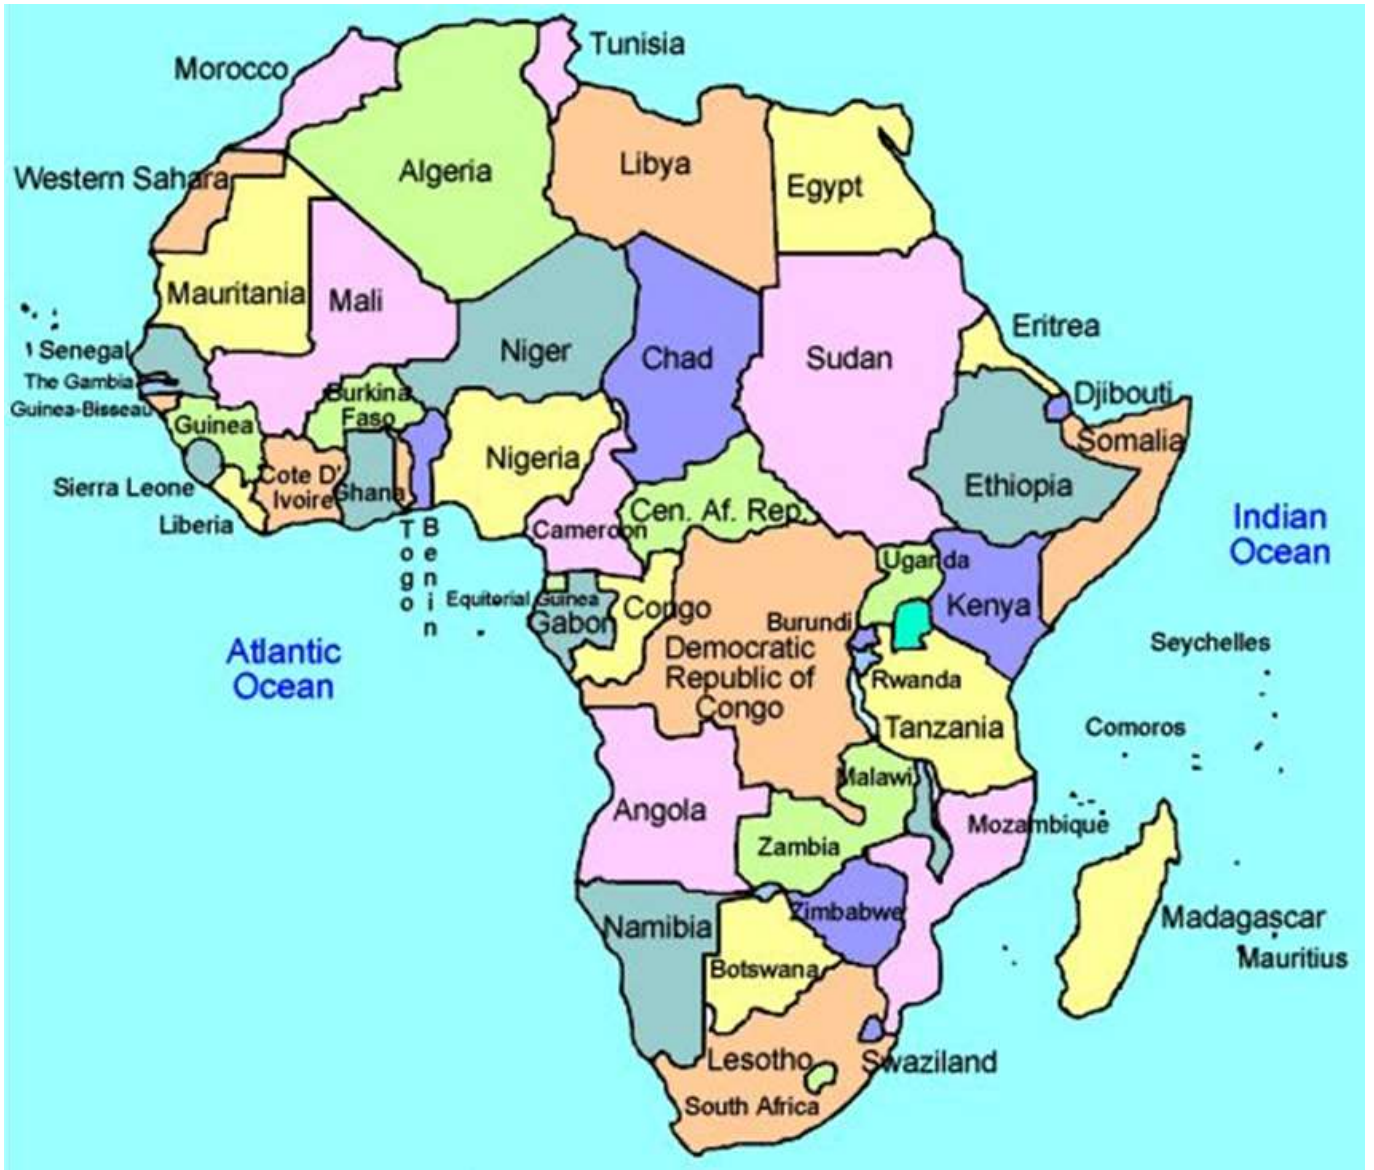 Tunisia
Morocco
Algeria
Libya
Egypt
Western Sahara
Mauritania
Mali
Niger
Chad
Sudan
Eritrea
Senegal
The Gambia
Guinea-Bisseau
Guinea
Burkina
Faso
Djibouti
Somalia
Sierra Leone
Liberia
Cote D'
Ivoire
Ghana
Togo
Benin
Nigeria
Cameroon
Cen. Af. Rep.
Ethiopia
Indian
Ocean
Uganda
Kenya
Equitorial Guinea
Gabon
Congo
Burundi
Democratic
Republic of
Congo
Rwanda
Tanzania
Seychelles
Atlantic
Ocean
Comoros
Malawi
Angola
Zambia
Mozambique
Zimbabwe
Namibia
Botswana
Madagascar
Mauritius
Lesotho
Swaziland
South Africa